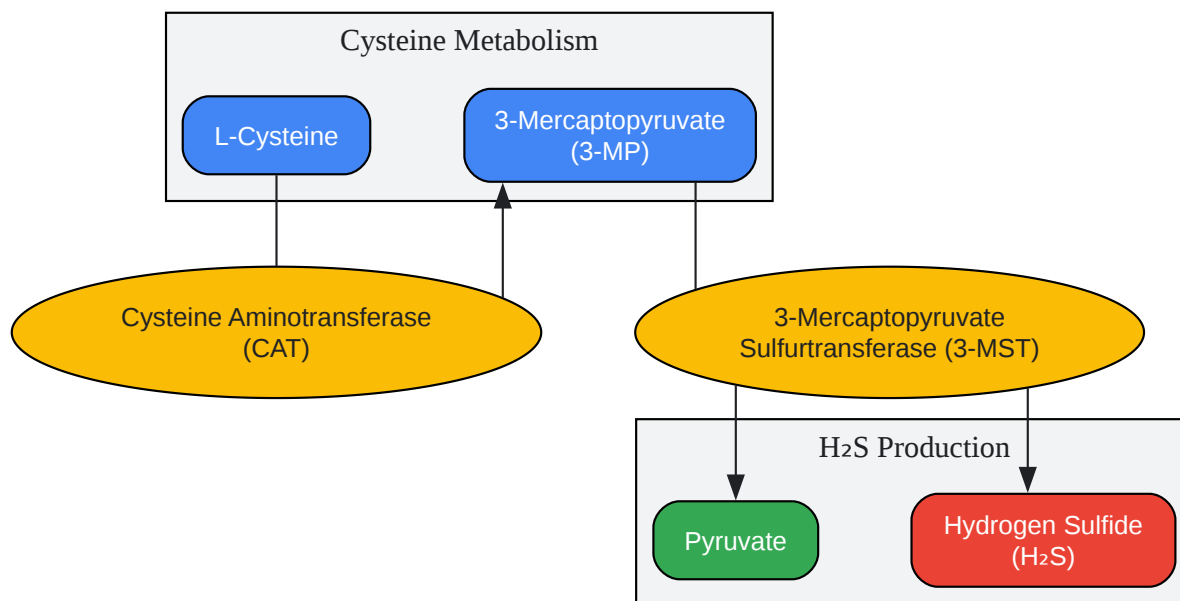 Cysteine Metabolism
L-Cysteine
3-Mercaptopyruvate
(3-MP)
Cysteine Aminotransferase
(CAT)
3-Mercaptopyruvate
Sulfurtransferase (3-MST)
H₂S Production
Pyruvate
Hydrogen Sulfide
(H₂S)